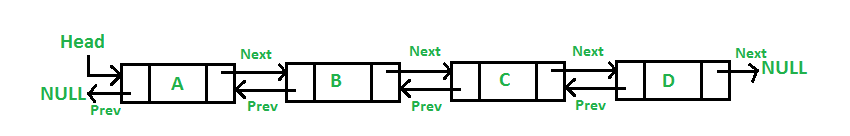 Head
Next Next Next Next
A B C D
NULL NULL
Prev Prev Prev Prev